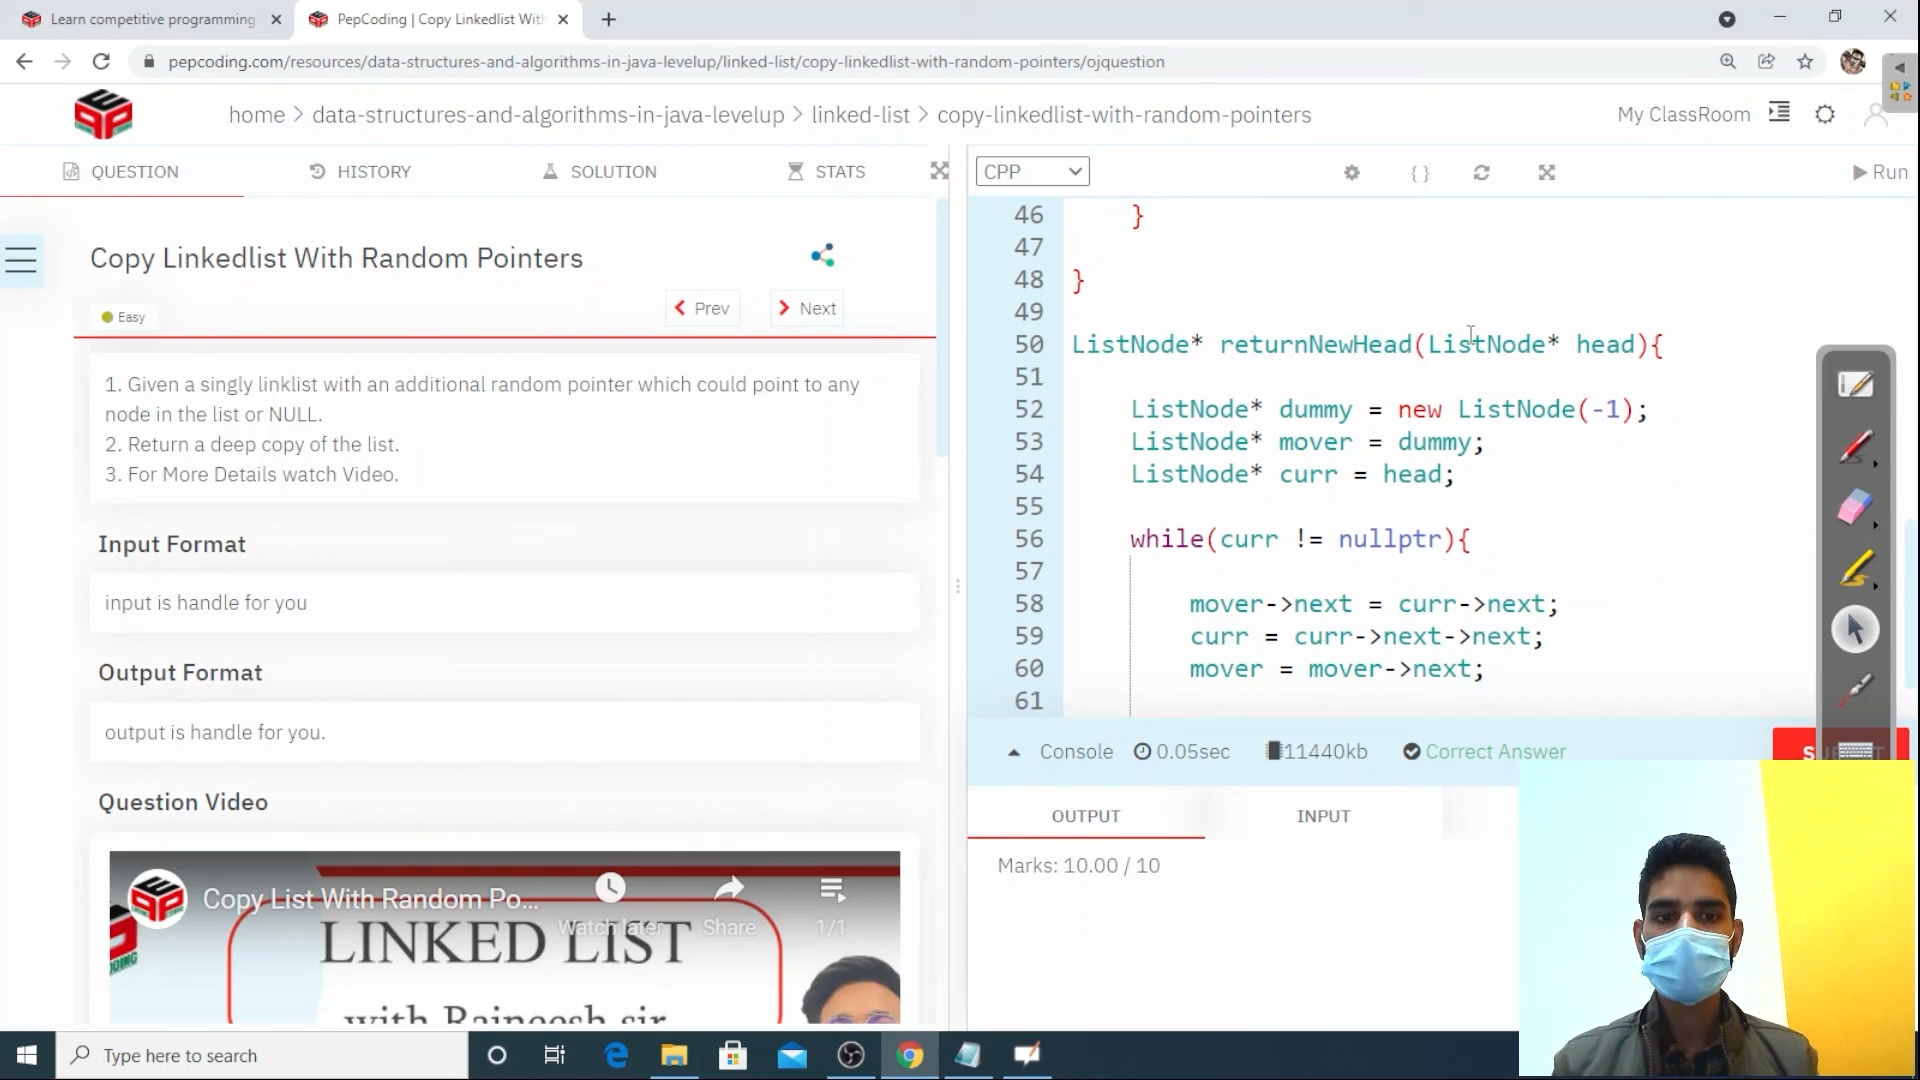 Learn competitive programming
PepCoding | Copy Linkedlist With
pepcoding.com/resources/data-structures-and-algorithms-in-java-levelup/linked-list/copy-linkedlist-with-random-pointers/ojquestion
home > data-structures-and-algorithms-in-java-levelup > linked-list > copy-linkedlist-with-random-pointers
My ClassRoom
QUESTION
HISTORY
SOLUTION
STATS
CPP
{ }
Run
Copy Linkedlist With Random Pointers
Easy
Prev
Next
1. Given a singly linklist with an additional random pointer which could point to any
node in the list or NULL.
2. Return a deep copy of the list.
3. For More Details watch Video.
Input Format
input is handle for you
Output Format
output is handle for you.
Question Video
Copy List With Random Po...
Watch later
Share
1/1
LINKED LIST
with Rajneesh sir
46 }
47
48 }
49
50 ListNode* returnNewHead(ListNode* head){
51
52 ListNode* dummy = new ListNode(-1);
53 ListNode* mover = dummy;
54 ListNode* curr = head;
55
56 while(curr != nullptr){
57
58 mover->next = curr->next;
59 curr = curr->next->next;
60 mover = mover->next;
61
Console
0.05sec
11440kb
Correct Answer
OUTPUT
INPUT
Marks: 10.00 / 10
Type here to search